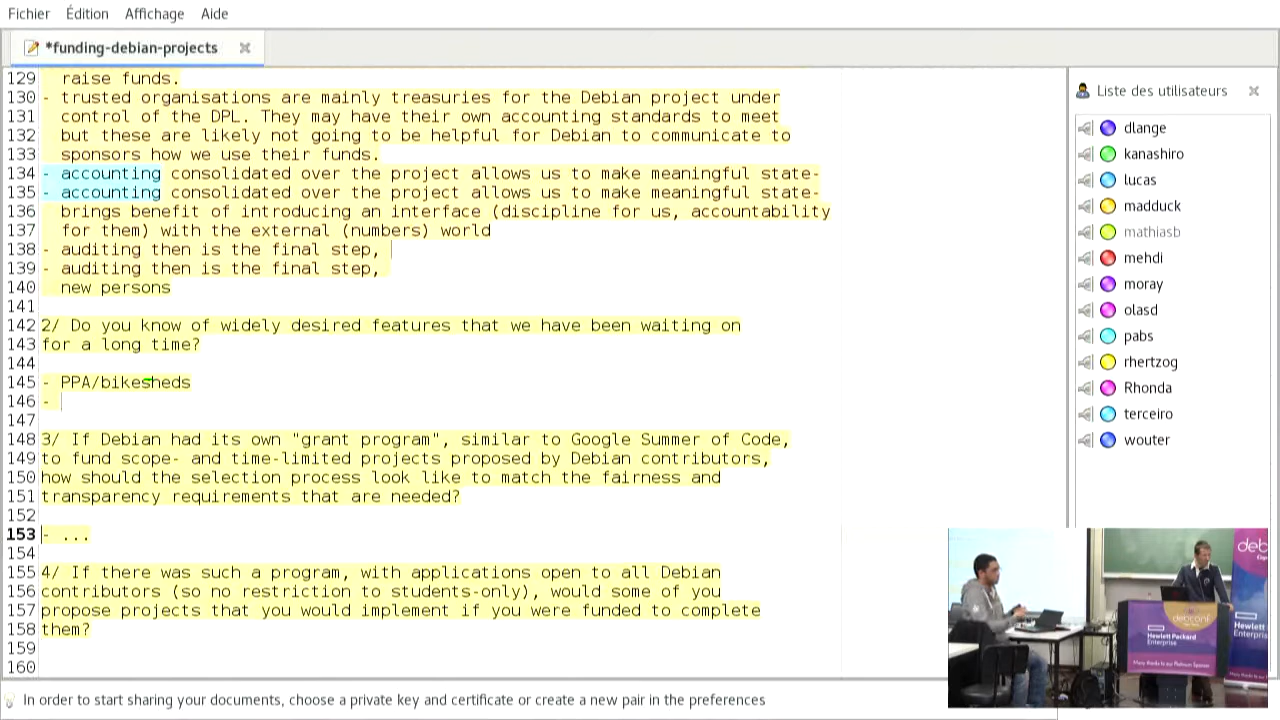 Fichier Édition Affichage Aide
*funding-debian-projects
129 raise funds.
130 - trusted organisations are mainly treasuries for the Debian project under
131 control of the DPL. They may have their own accounting standards to meet
132 but these are likely not going to be helpful for Debian to communicate to
133 sponsors how we use their funds.
134 - accounting consolidated over the project allows us to make meaningful state-
135 - accounting consolidated over the project allows us to make meaningful state-
136 brings benefit of introducing an interface (discipline for us, accountability
137 for them) with the external (numbers) world
138 - auditing then is the final step,
139 - auditing then is the final step,
140 new persons
141
142 2/ Do you know of widely desired features that we have been waiting on
143 for a long time?
144
145 - PPA/bikesheds
146 -
147
148 3/ If Debian had its own "grant program", similar to Google Summer of Code,
149 to fund scope- and time-limited projects proposed by Debian contributors,
150 how should the selection process look like to match the fairness and
151 transparency requirements that are needed?
152
153 - ...
154
155 4/ If there was such a program, with applications open to all Debian
156 contributors (so no restriction to students-only), would some of you
157 propose projects that you would implement if you were funded to complete
158 them?
159
160
Liste des utilisateurs
dlange
kanashiro
lucas
madduck
mathiasb
mehdi
moray
olasd
pabs
rhertzog
Rhonda
terceiro
wouter
deb
debconf
Hewlett Packard
Enterprise
Many thanks to our Platinum Sponsor
Hewlett
Enterpris
In order to start sharing your documents, choose a private key and certificate or create a new pair in the preferences